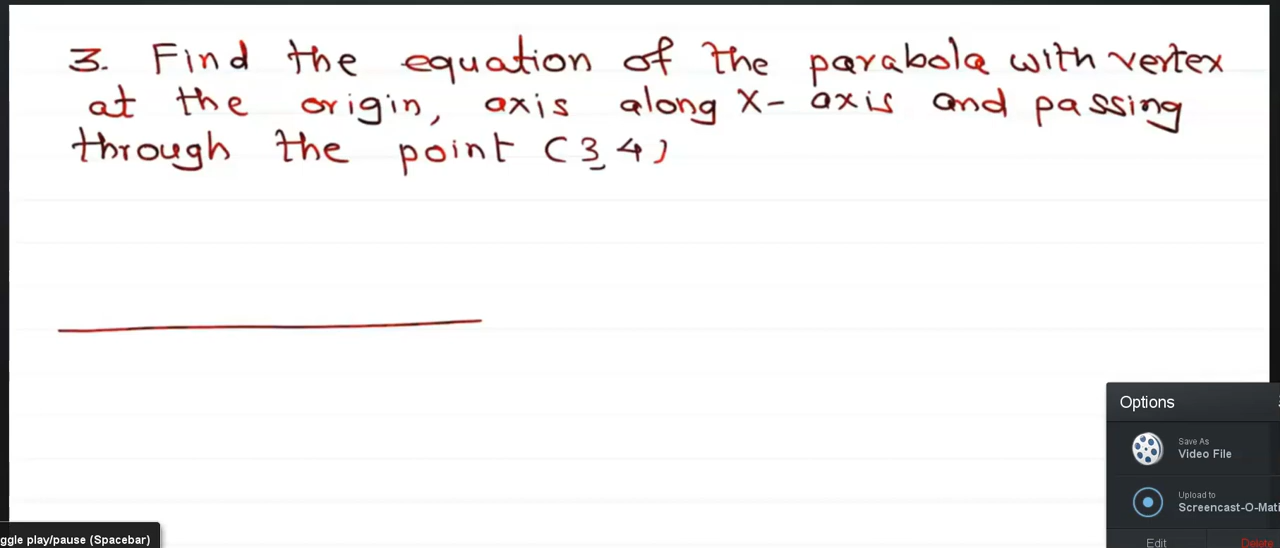 3. Find the equation of the parabola with vertex
at the origin, axis along X- axis and passing
through the point (3,4)
Options
Save As
Video File
Upload to
Screencast-O-Mati
Edit
Delete
ggle play/pause (Spacebar)